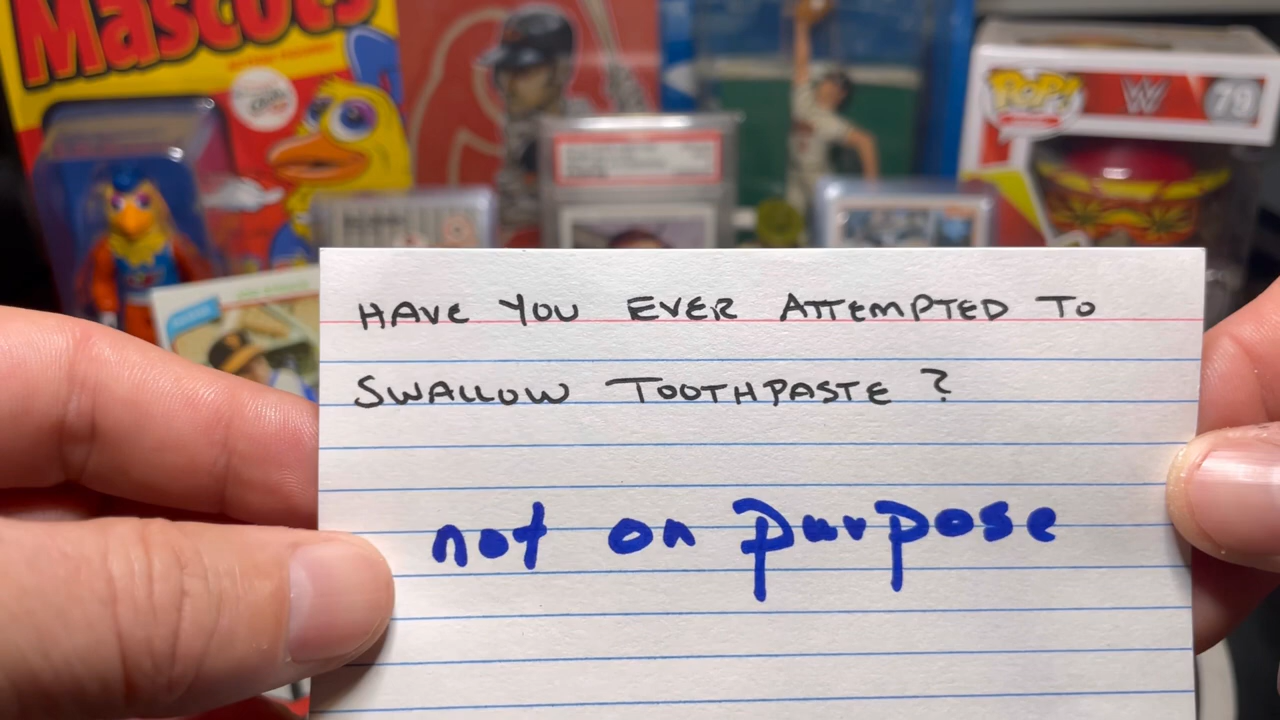 Mascots
POP!
W
79
HAVE YOU EVER ATTEMPTED TO
SWALLOW TOOTHPASTE?
not on purpose